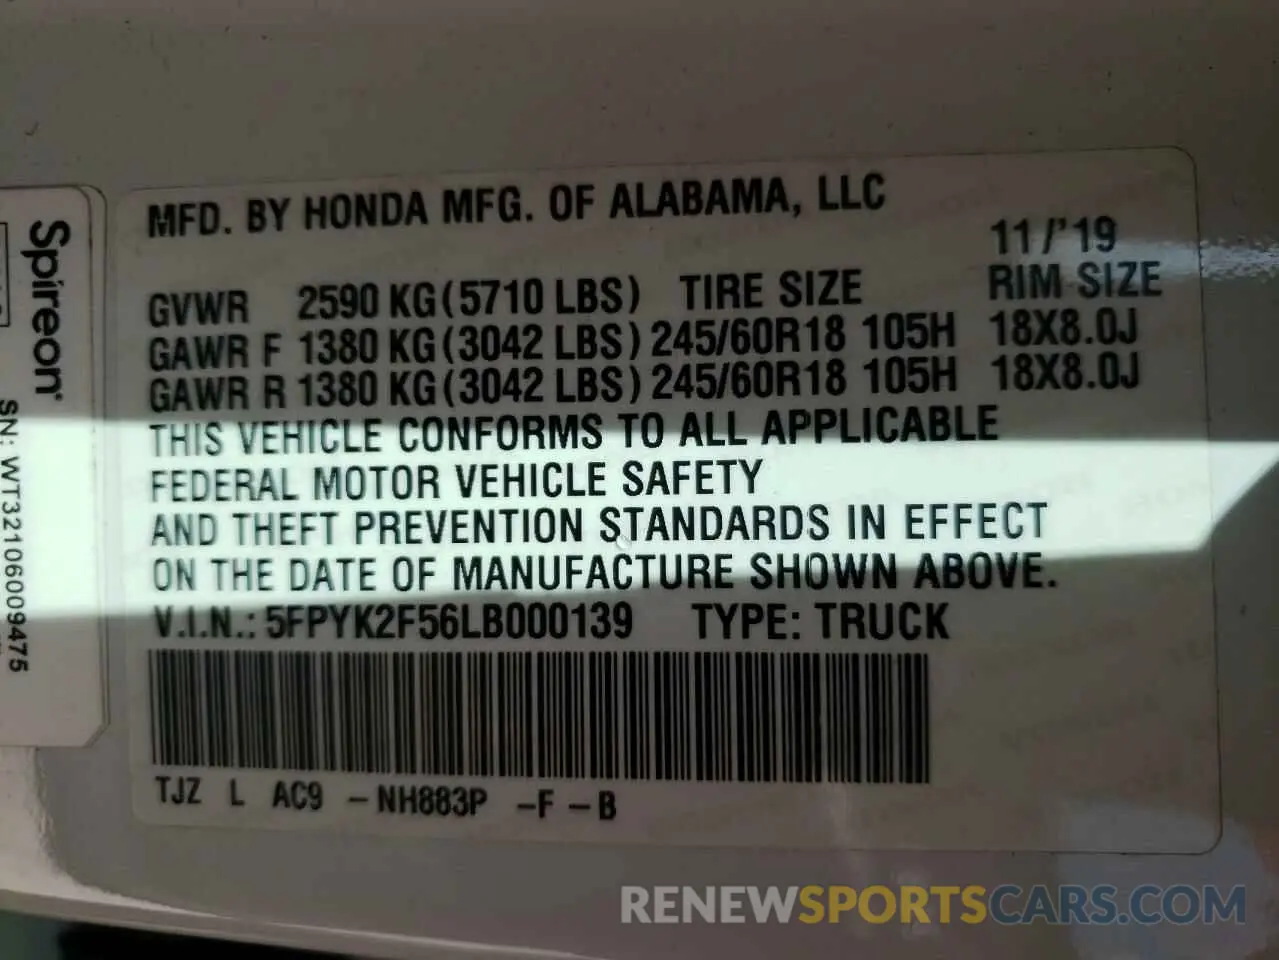 MFD. BY HONDA MFG. OF ALABAMA, LLC
11/'19
GVWR 2590 KG(5710 LBS) TIRE SIZE RIM SIZE
GAWR F 1380 KG(3042 LBS) 245/60R18 105H 18X8.0J
GAWR R 1380 KG(3042 LBS) 245/60R18 105H 18X8.0J
THIS VEHICLE CONFORMS TO ALL APPLICABLE
FEDERAL MOTOR VEHICLE SAFETY
AND THEFT PREVENTION STANDARDS IN EFFECT
ON THE DATE OF MANUFACTURE SHOWN ABOVE.
V.I.N.: 5FPYK2F56LB000139 TYPE: TRUCK
TJZ L AC9 -NH883P -F-B
Spireon
SN: WT32106009475
RENEWSPORTSCARS.COM